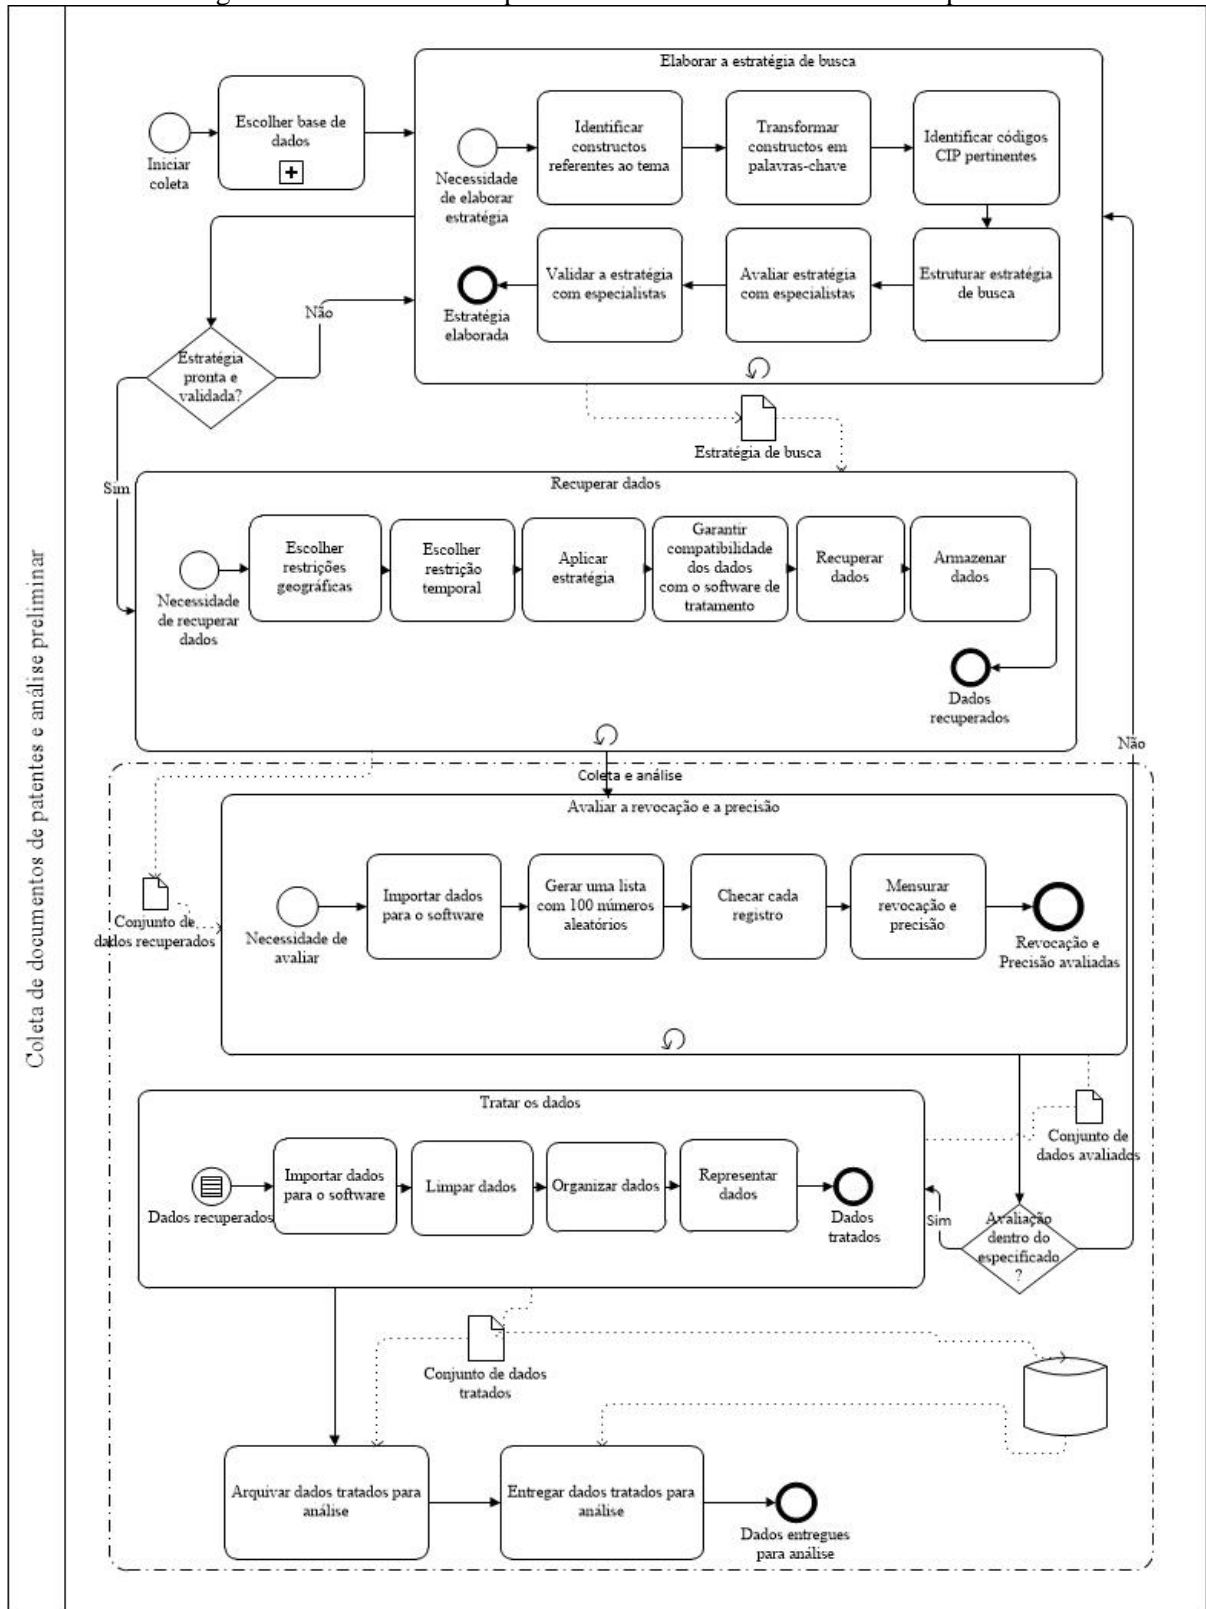 Coleta de documentos de patentes e análise preliminar
Elaborar a estratégia de busca
Iniciar
coleta
Escolher base de
dados
Necessidade
de elaborar
estratégia
Identificar
constructos
referentes ao tema
Transformar
constructos em
palavras-chave
Identificar códigos
CIP pertinentes
Estruturar estratégia
de busca
Avaliar estratégia
com especialistas
Validar a estratégia
com especialistas
Estratégia
elaborada
Não
Estratégia
pronta e
validada?
Sim
Estratégia de busca
Recuperar dados
Necessidade
de recuperar
dados
Escolher
restrições
geográficas
Escolher
restrição
temporal
Aplicar
estratégia
Garantir
compatibilidade
dos dados
com o software de
tratamento
Recuperar
dados
Armazenar
dados
Dados
recuperados
Não
Coleta e análise
Avaliar a revocação e a precisão
Conjunto de
dados recuperados
Necessidade de
avaliar
Importar dados
para o software
Gerar uma lista
com 100 números
aleatórios
Checar cada
registro
Mensurar
revocação e
precisão
Revocação e
Precisão avaliadas
Conjunto de
dados avaliados
Tratar os dados
Dados recuperados
Importar dados
para o software
Limpar dados
Organizar dados
Representar
dados
Dados
tratados
Sim
Avaliação
dentro do
especificado
?
Conjunto de dados
tratados
Arquivar dados tratados para
análise
Entregar dados tratados para
análise
Dados entregues
para análise